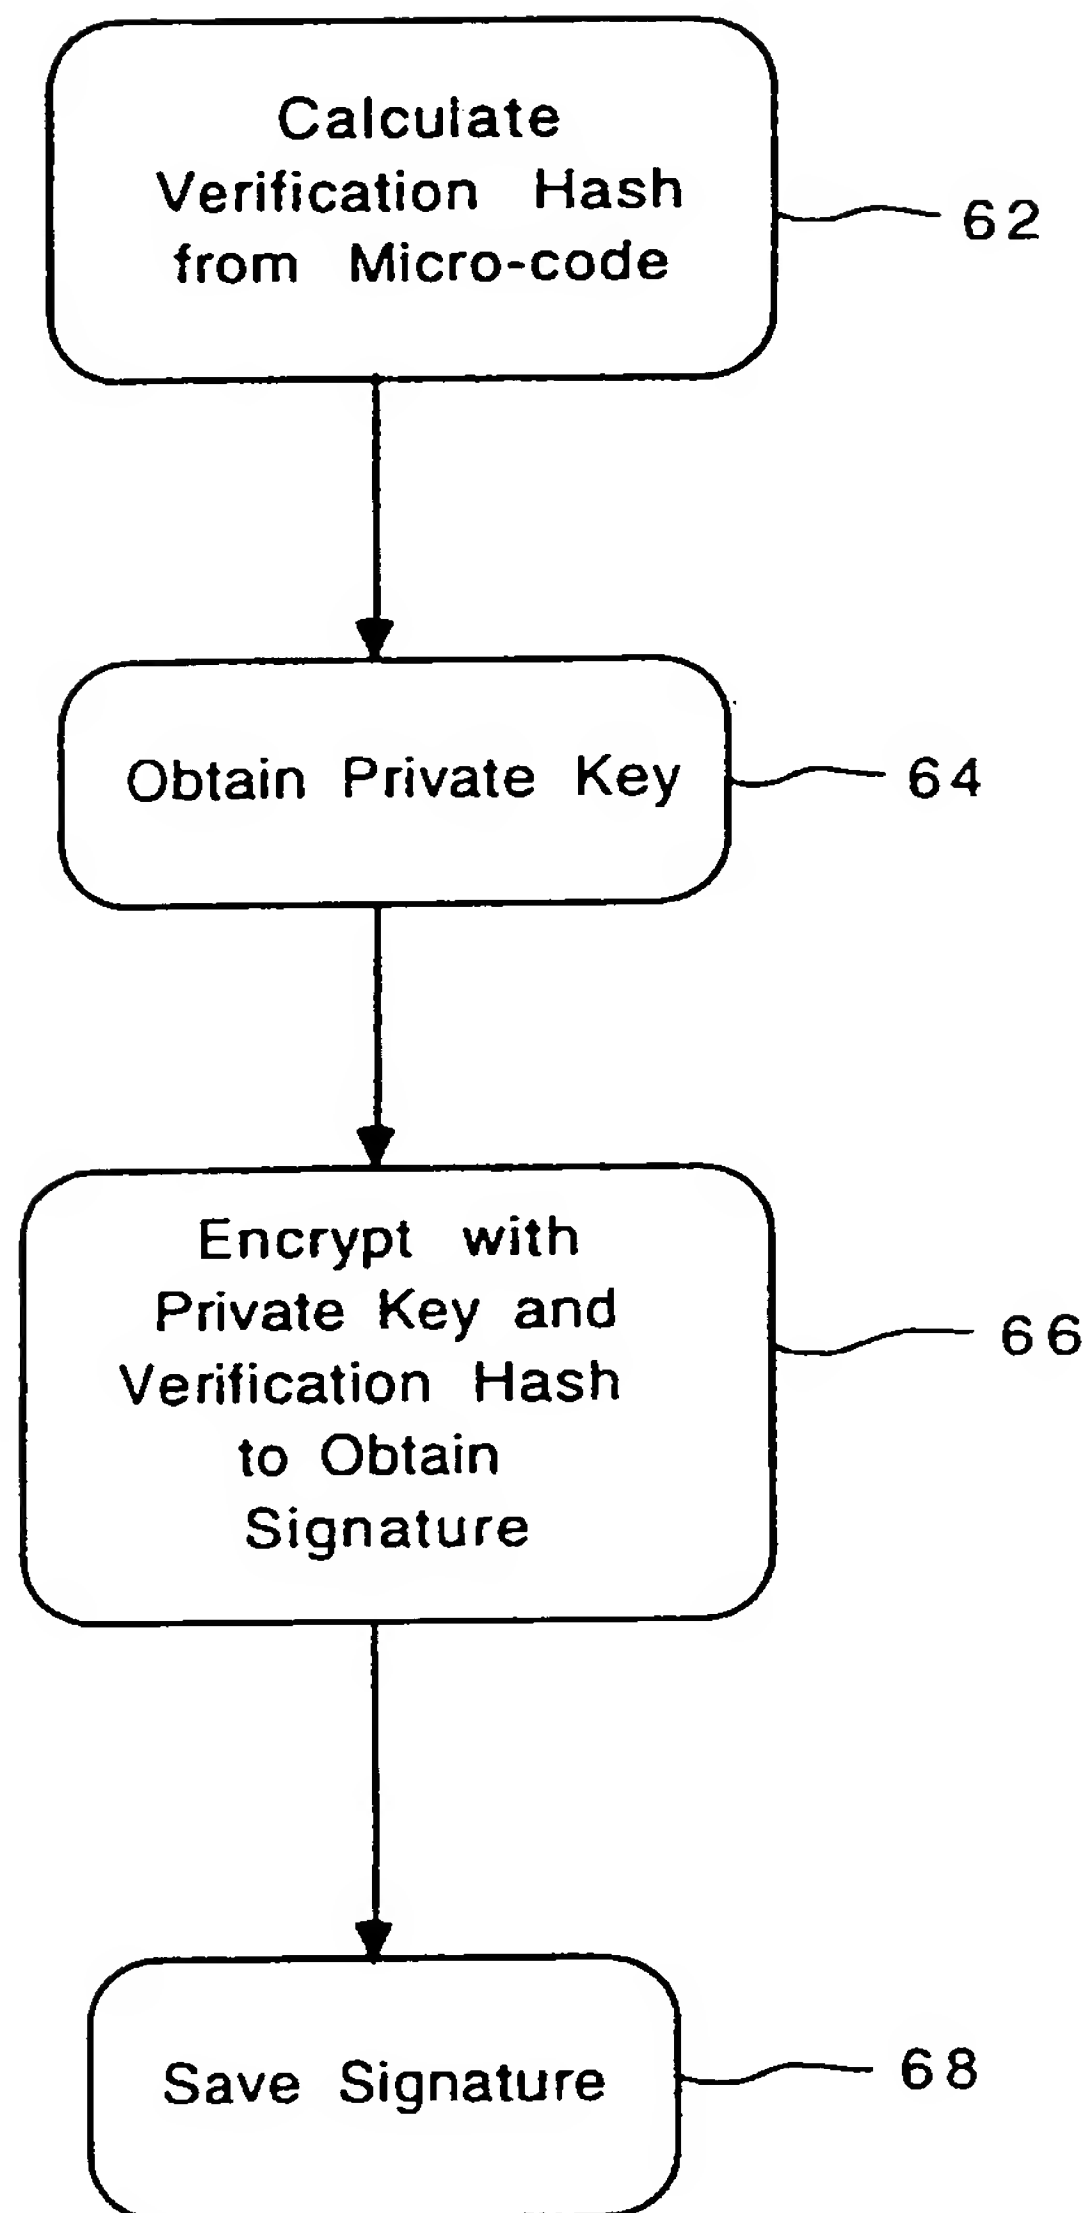 Calculate
Verification Hash
from Micro-code
62
Obtain Private Key
64
Encrypt with
Private Key and
Verification Hash
to Obtain
Signature
66
Save Signature
68